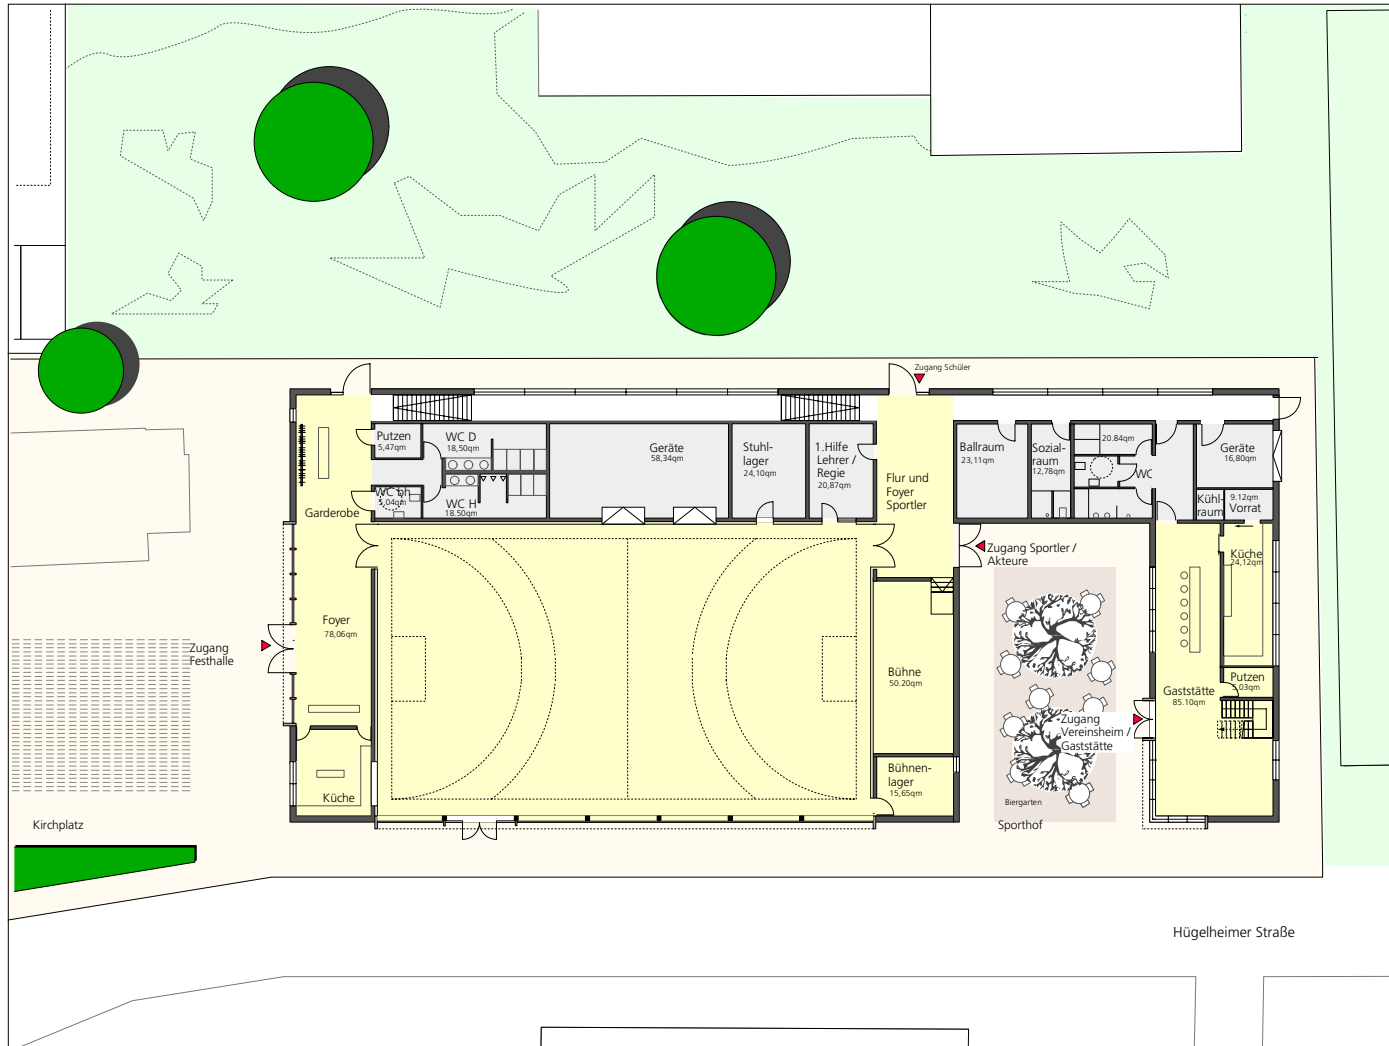 Zugang Schüler
Putzen
5,47qm
WC D
18,50qm
Geräte
58,34qm
Stuhl-
lager
24,10qm
1.Hilfe
Lehrer /
Regie
20,87qm
Flur und
Foyer
Sportler
Ballraum
23,11qm
Sozial-
raum
12,78qm
20.84qm
WC
Geräte
16,80qm
Kühl-
raum
9.12qm
Vorrat
WC bh
5,04qm
WC H
18.50qm
Garderobe
Zugang Sportler /
Akteure
Küche
24,12qm
Foyer
78,06qm
Zugang
Festhalle
Bühne
50.20qm
Putzen
5,03qm
Gaststätte
85.10qm
Zugang
Vereinsheim /
Gaststätte
Bühnen-
lager
15,65qm
Küche
Biergarten
Sporthof
Kirchplatz
Hügelheimer Straße